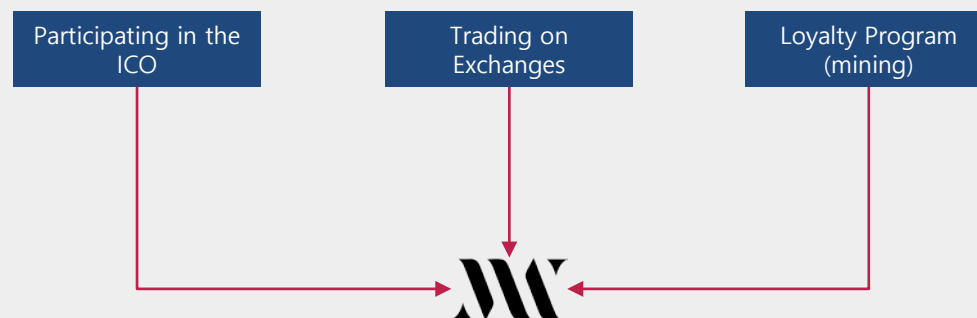 Participating in the
ICO
Trading on
Exchanges
Loyalty Program
(mining)